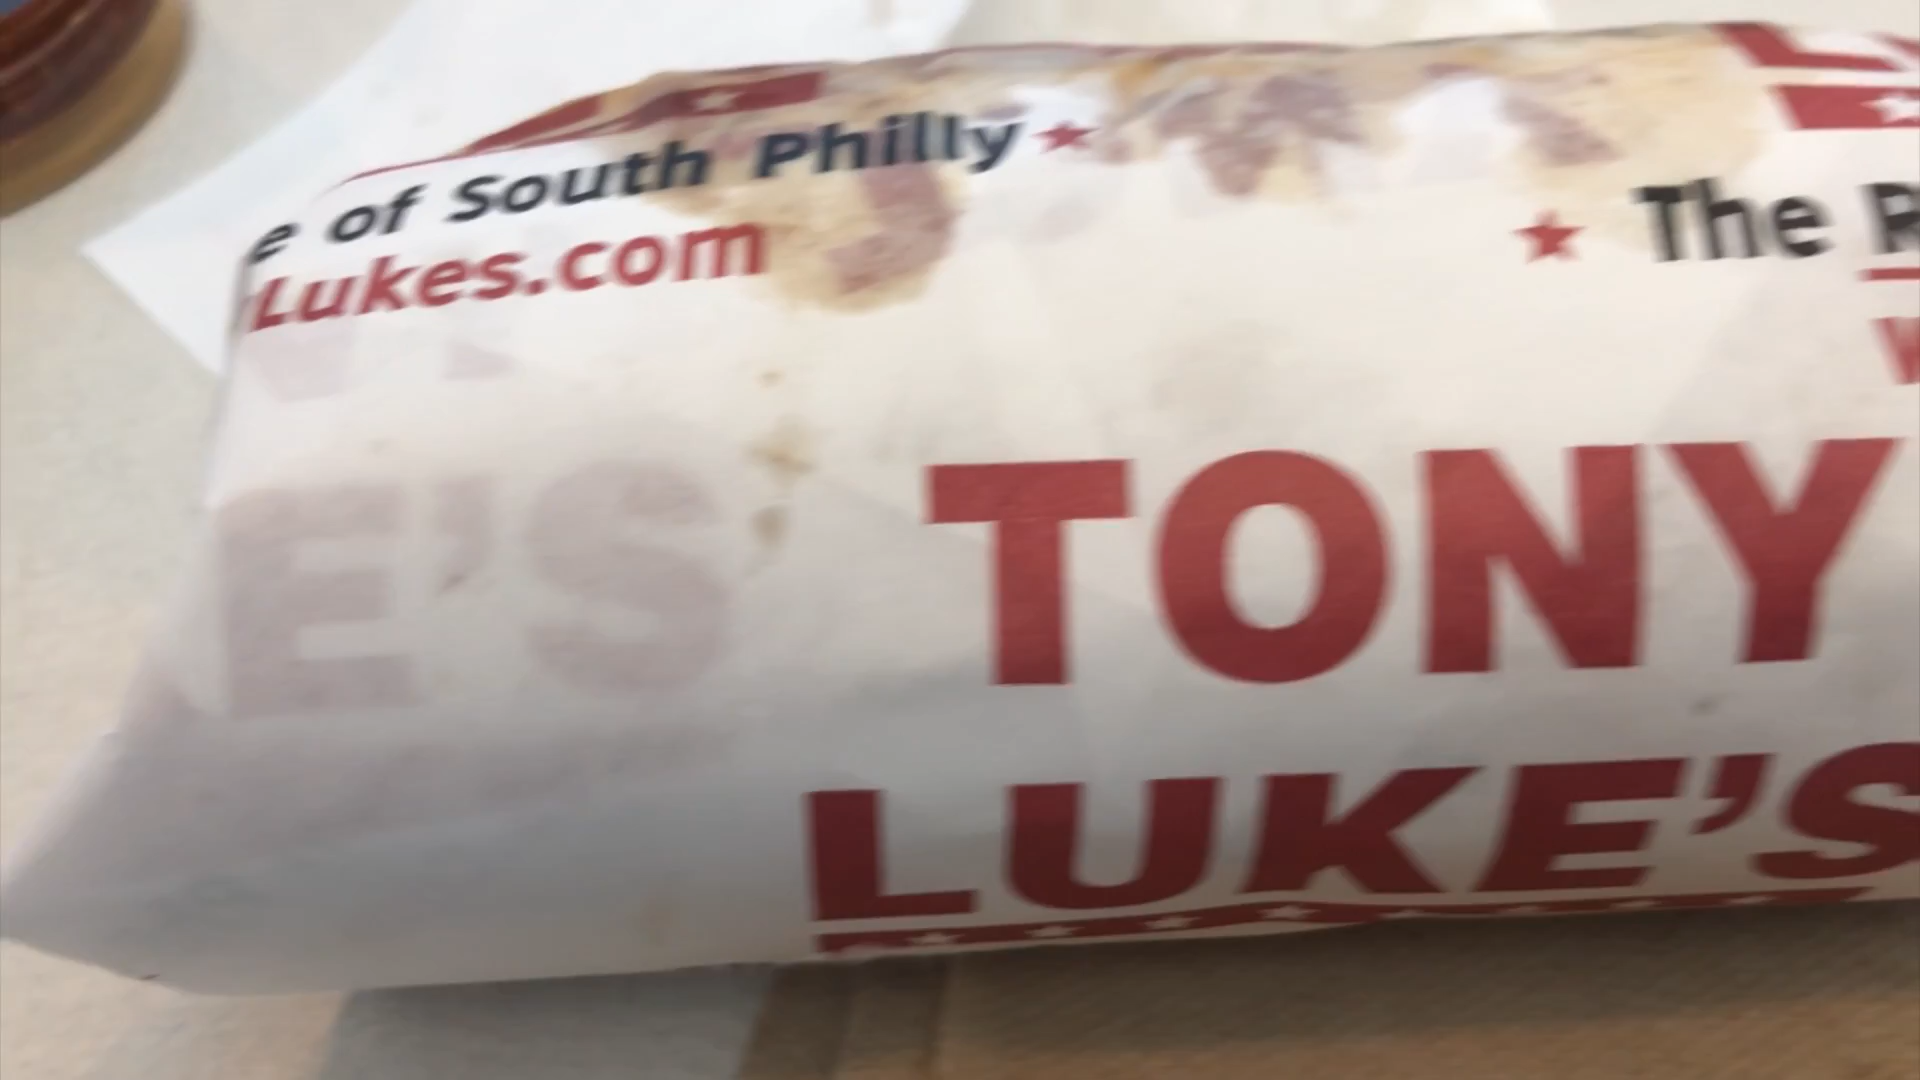 e of South Philly
Lukes.com
The R
W
TONY
LUKE'S
E'S